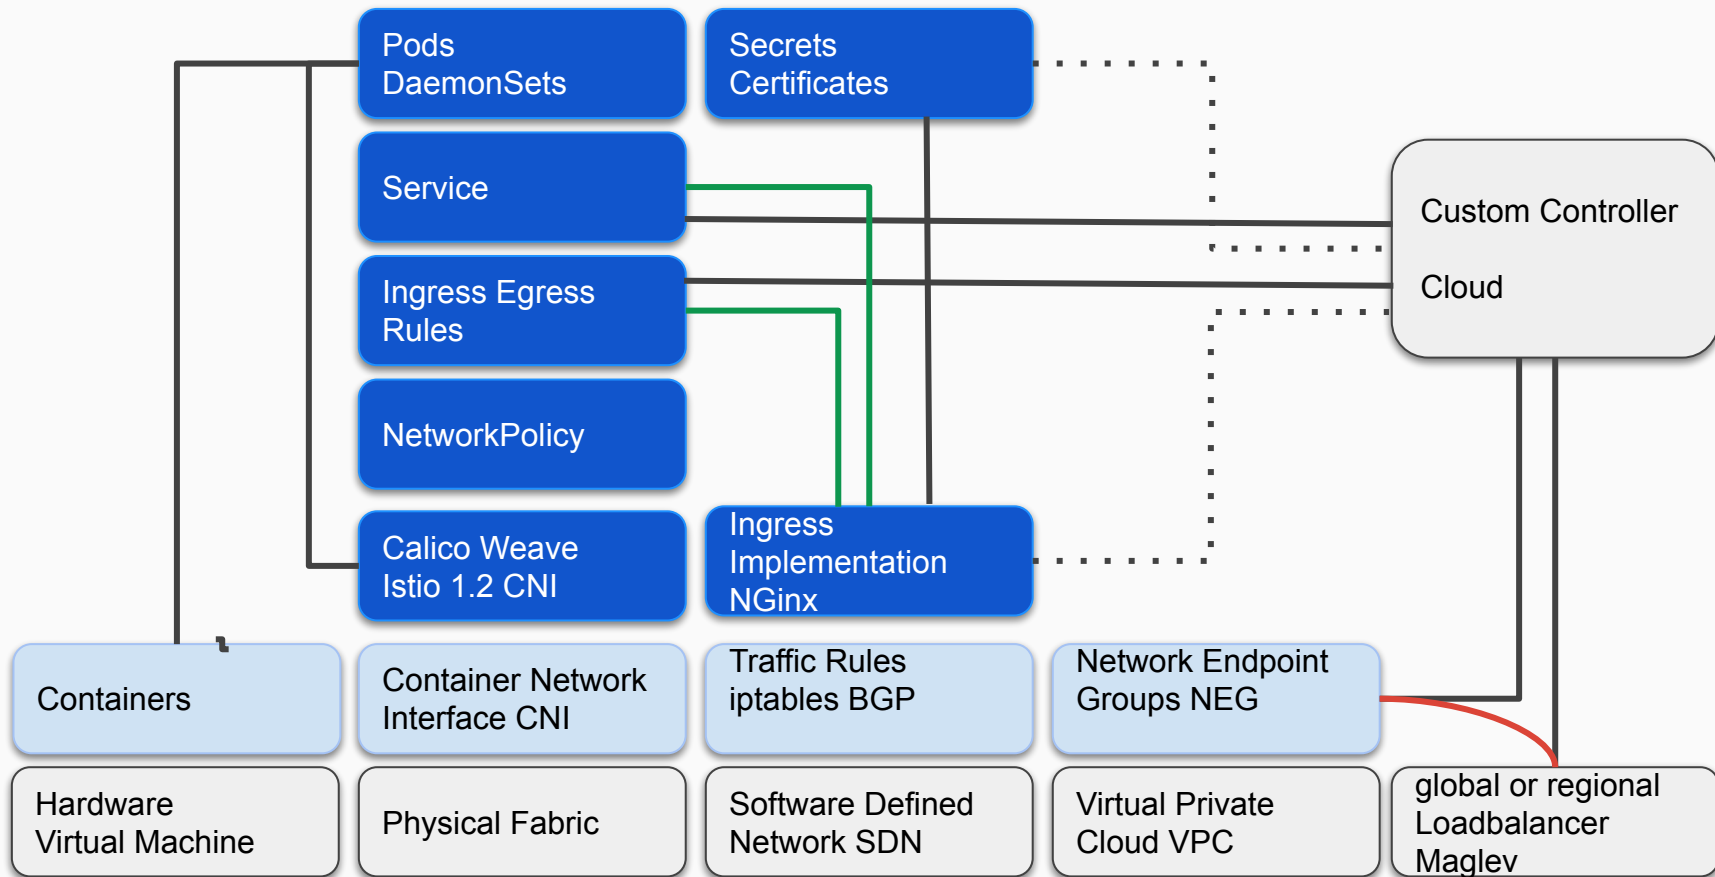 Pods
DaemonSets
Secrets
Certificates
Service
Custom Controller
Cloud
Ingress Egress
Rules
NetworkPolicy
Calico Weave
Istio 1.2 CNI
Ingress
Implementation
NGinx
Containers
Container Network
Interface CNI
Traffic Rules
iptables BGP
Network Endpoint
Groups NEG
Hardware
Virtual Machine
Physical Fabric
Software Defined
Network SDN
Virtual Private
Cloud VPC
global or regional
Loadbalancer
Maglev